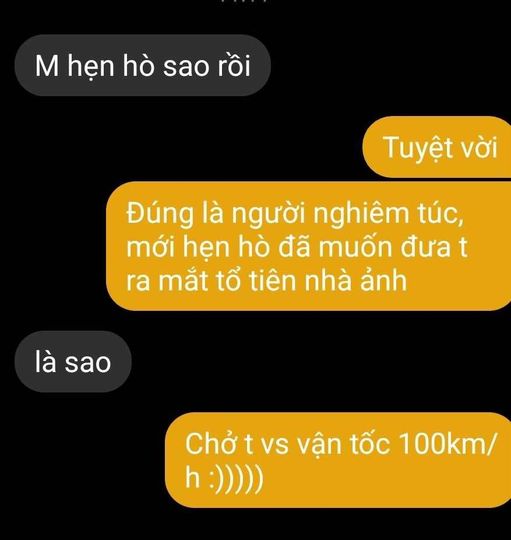 M hẹn hò sao rồi
Tuyệt vời
Đúng là người nghiêm túc,
mới hẹn hò đã muốn đưa t
ra mắt tổ tiên nhà ảnh
là sao
Chở t vs vận tốc 100km/
h :)))))